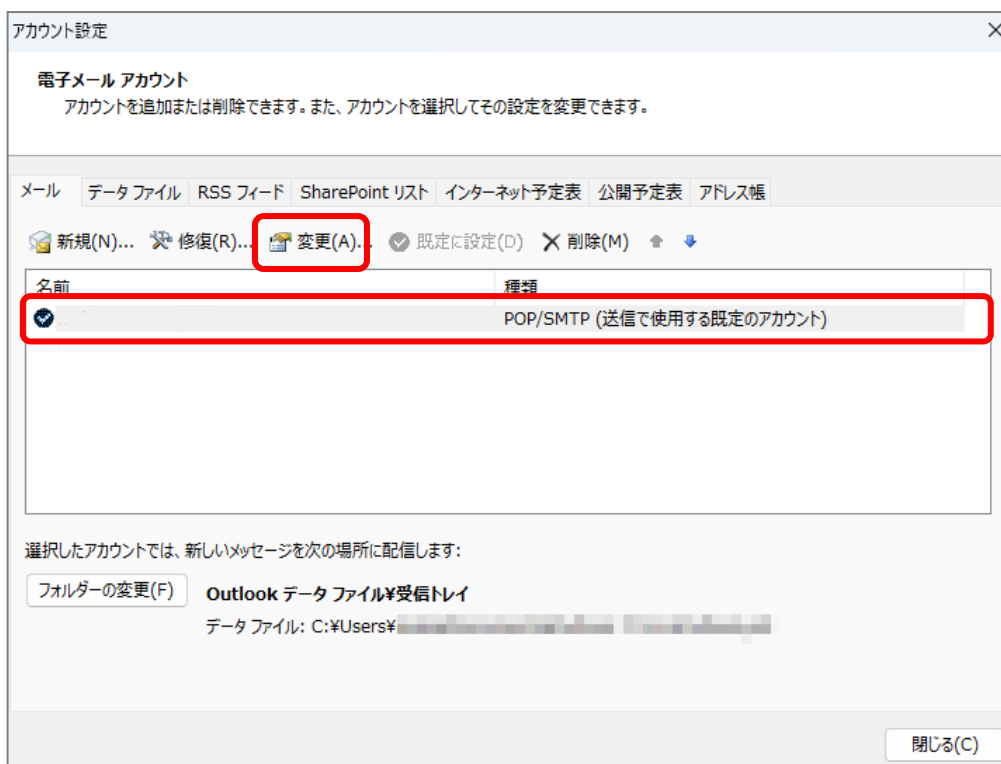 アカウント設定
電子メール アカウント
アカウントを追加または削除できます。また、アカウントを選択してその設定を変更できます。
メール データ ファイル RSS フィード SharePoint リスト インターネット予定表 公開予定表 アドレス帳
新規(N)... 修復(R)... 変更(A)... 既定に設定(D) 削除(M)
名前 種類
POP/SMTP (送信で使用する既定のアカウント)
選択したアカウントでは、新しいメッセージを次の場所に配信します:
フォルダーの変更(F) Outlook データ ファイル¥受信トレイ
データ ファイル: C:¥Users¥
閉じる(C)